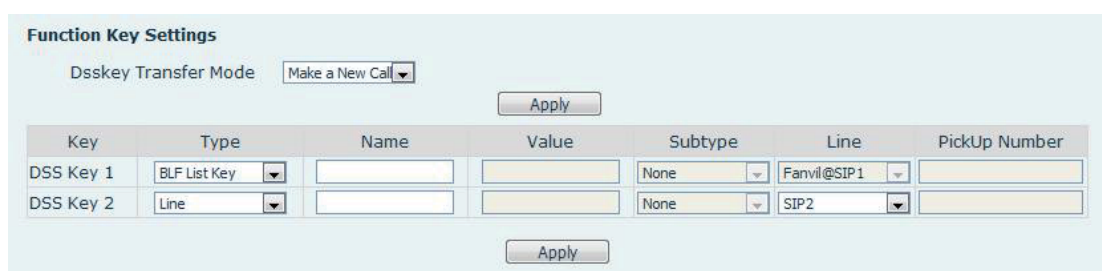 Function Key Settings
Dsskey Transfer Mode Make a New Call
Apply
Key Type Name Value Subtype Line PickUp Number
DSS Key 1 BLF List Key None Fanvil@SIP1
DSS Key 2 Line None SIP2
Apply